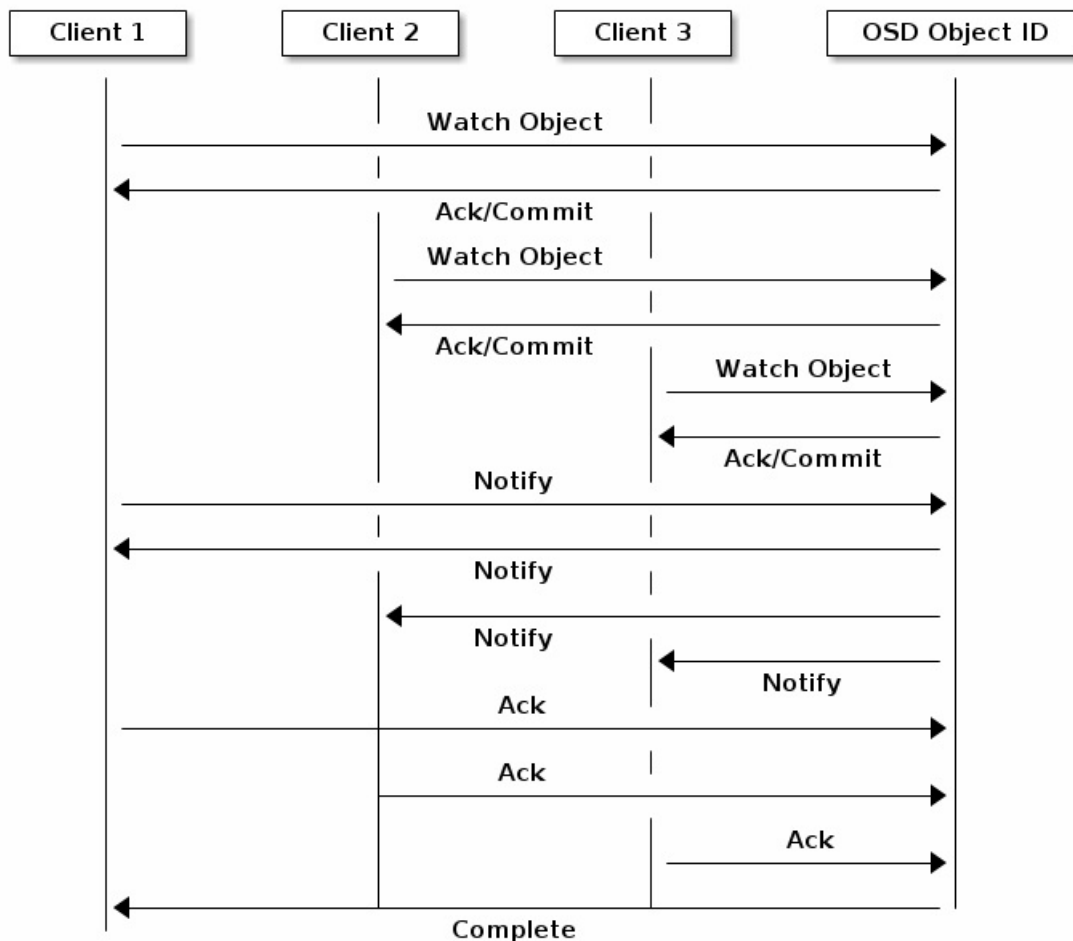 Client 1
Client 2
Client 3
OSD Object ID
Watch Object
Ack/Commit
Watch Object
Ack/Commit
Watch Object
Ack/Commit
Notify
Notify
Notify
Notify
Ack
Ack
Ack
Complete